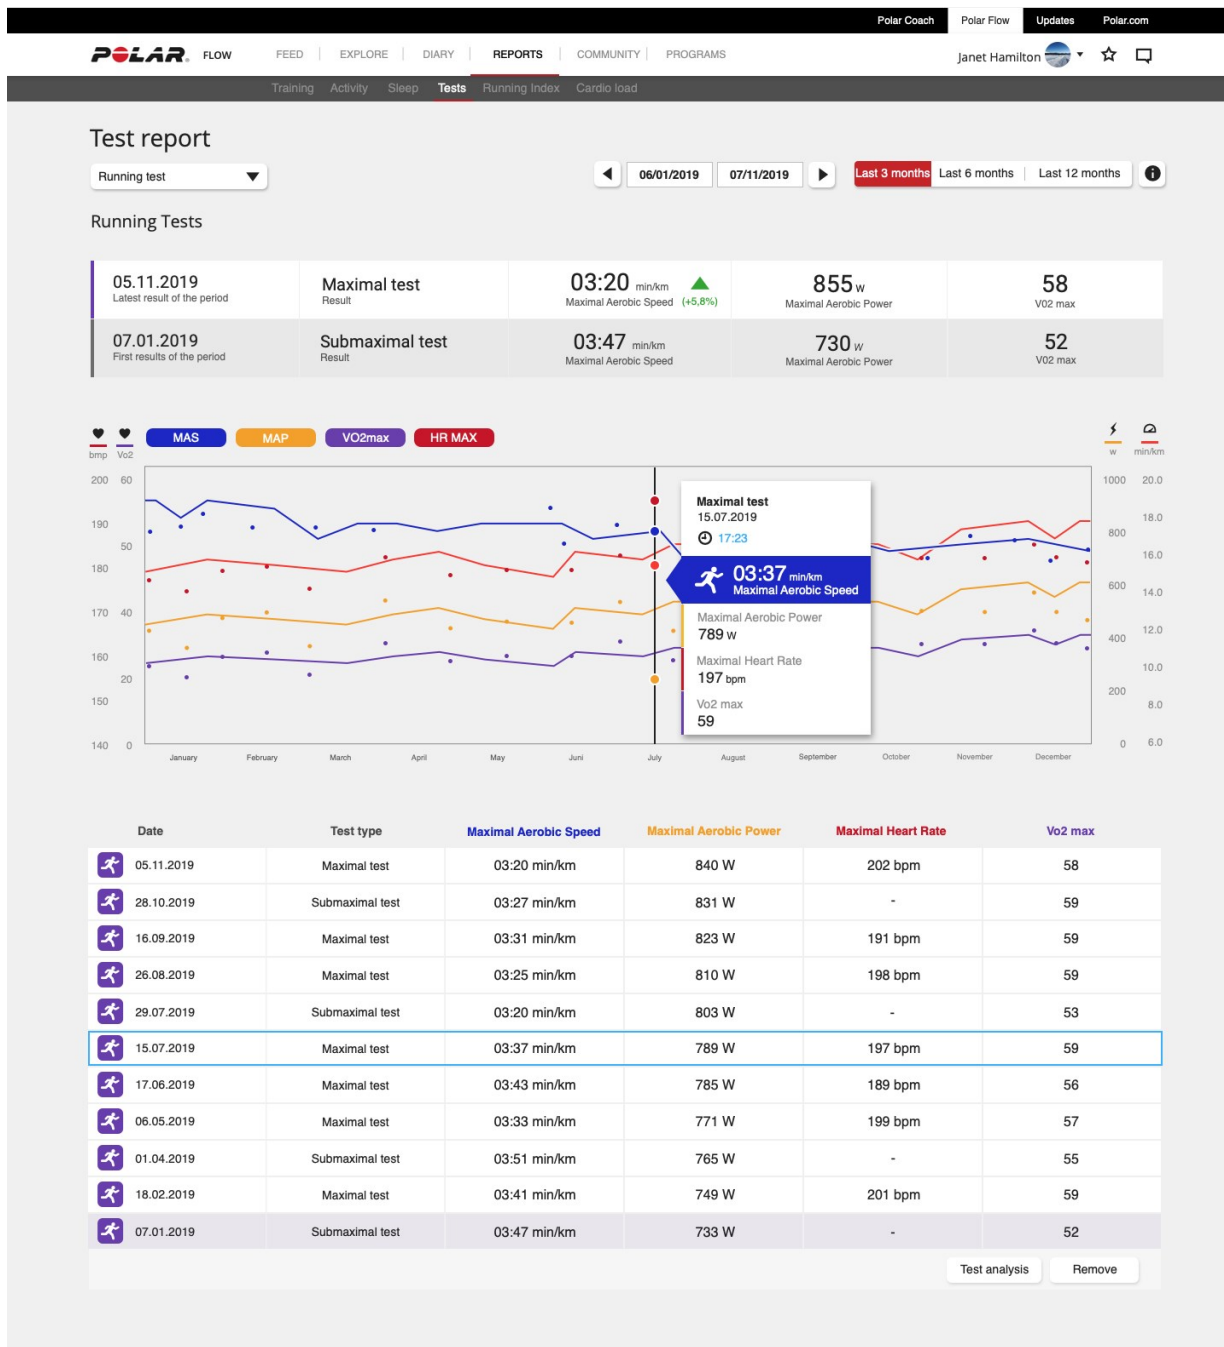 Polar Coach Polar Flow Updates Polar.com
POLAR. FLOW FEED EXPLORE DIARY REPORTS COMMUNITY PROGRAMS Janet Hamilton
Training Activity Sleep Tests Running Index Cardio load
Test report
Running test 06/01/2019 07/11/2019 Last 3 months Last 6 months Last 12 months
Running Tests
05.11.2019 Maximal test 03:20 min/km 855 w 58
Latest result of the period Result Maximal Aerobic Speed (+5,8%) Maximal Aerobic Power V02 max
07.01.2019 Submaximal test 03:47 min/km 730 w 52
First results of the period Result Maximal Aerobic Speed Maximal Aerobic Power V02 max
MAS MAP VO2max HR MAX
bmp Vo2 w min/km
200 60 1000 20.0
190 18.0
50 800
180 16.0
600 14.0
170 40
400 12.0
160 10.0
20 200
150 8.0
140 0 0 6.0
Maximal test
15.07.2019
17:23
03:37 min/km
Maximal Aerobic Speed
Maximal Aerobic Power
789 w
Maximal Heart Rate
197 bpm
Vo2 max
59
January February March April May Juni July August September October November December
Date Test type Maximal Aerobic Speed Maximal Aerobic Power Maximal Heart Rate Vo2 max
05.11.2019 Maximal test 03:20 min/km 840 W 202 bpm 58
28.10.2019 Submaximal test 03:27 min/km 831 W - 59
16.09.2019 Maximal test 03:31 min/km 823 W 191 bpm 59
26.08.2019 Maximal test 03:25 min/km 810 W 198 bpm 59
29.07.2019 Submaximal test 03:20 min/km 803 W - 53
15.07.2019 Maximal test 03:37 min/km 789 W 197 bpm 59
17.06.2019 Maximal test 03:43 min/km 785 W 189 bpm 56
06.05.2019 Maximal test 03:33 min/km 771 W 199 bpm 57
01.04.2019 Submaximal test 03:51 min/km 765 W - 55
18.02.2019 Maximal test 03:41 min/km 749 W 201 bpm 59
07.01.2019 Submaximal test 03:47 min/km 733 W - 52
Test analysis Remove